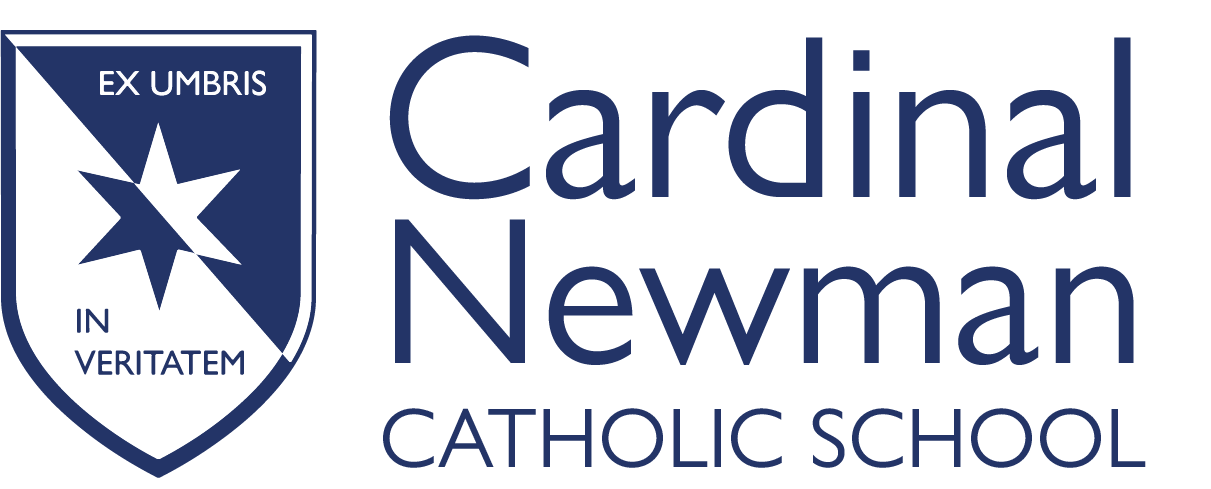 EX UMBRIS
IN
VERITATEM
Cardinal
Newman
CATHOLIC SCHOOL